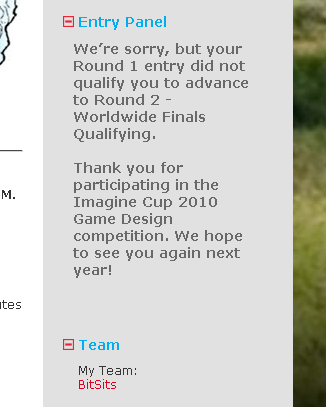 Entry Panel
We're sorry, but your
Round 1 entry did not
qualify you to advance
to Round 2 -
Worldwide Finals
Qualifying.
Thank you for
participating in the
Imagine Cup 2010
Game Design
competition. We hope
to see you again next
year!
M.
utes
Team
My Team:
BitSits